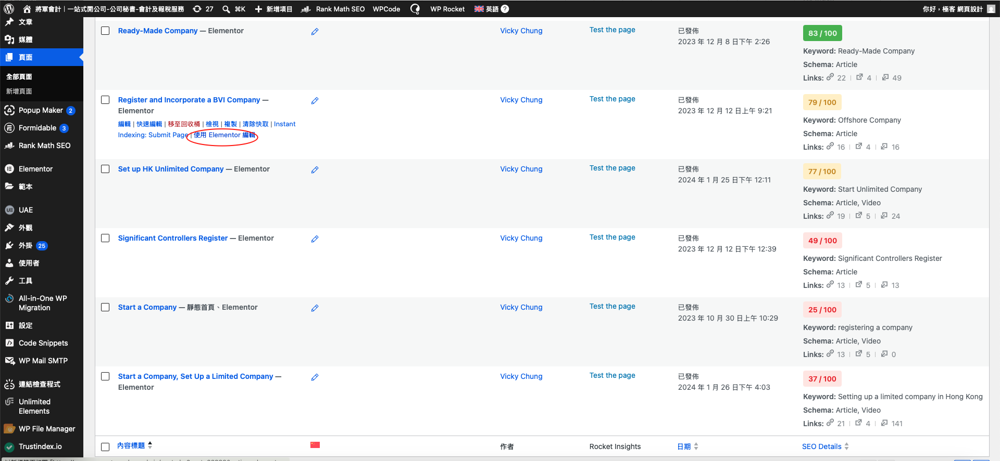 將軍會計｜一站式開公司-公司秘書-會計及報稅服務 27 ⌘K 新增項目 Rank Math SEO WPCode WP Rocket 英語 ? 你好，極客 網頁設計
文章
媒體
頁面
全部頁面
新增頁面
Popup Maker 2
Formidable 3
Rank Math SEO
Elementor
範本
UAE
外觀
外掛 25
使用者
工具
All-in-One WP
Migration
設定
Code Snippets
WP Mail SMTP
連結檢查程式
Unlimited
Elements
WP File Manager
Trustindex.io
Ready-Made Company — Elementor
Vicky Chung
Test the page
已發佈
2023 年 12 月 8 日下午 2:26
83 / 100
Keyword: Ready-Made Company
Schema: Article
Links: 22 | 4 | 49
Register and Incorporate a BVI Company —
Elementor
編輯 | 快速編輯 | 移至回收桶 | 檢視 | 複製 | 清除快取 | Instant
Indexing: Submit Page | 使用 Elementor 編輯
Vicky Chung
Test the page
已發佈
2023 年 12 月 12 日上午 9:21
79 / 100
Keyword: Offshore Company
Schema: Article
Links: 16 | 4 | 16
Set up HK Unlimited Company — Elementor
Vicky Chung
Test the page
已發佈
2024 年 1 月 25 日下午 12:11
77 / 100
Keyword: Start Unlimited Company
Schema: Article, Video
Links: 19 | 5 | 24
Significant Controllers Register — Elementor
Vicky Chung
Test the page
已發佈
2023 年 12 月 12 日下午 12:39
49 / 100
Keyword: Significant Controllers Register
Schema: Article
Links: 13 | 5 | 13
Start a Company — 靜態首頁、Elementor
Vicky Chung
Test the page
已發佈
2023 年 10 月 30 日上午 10:29
25 / 100
Keyword: registering a company
Schema: Article, Video
Links: 13 | 5 | 0
Start a Company, Set Up a Limited Company —
Elementor
Vicky Chung
Test the page
已發佈
2024 年 1 月 26 日下午 4:03
37 / 100
Keyword: Setting up a limited company in Hong Kong
Schema: Article, Video
Links: 21 | 4 | 141
內容標題 作者 Rocket Insights 日期 SEO Details